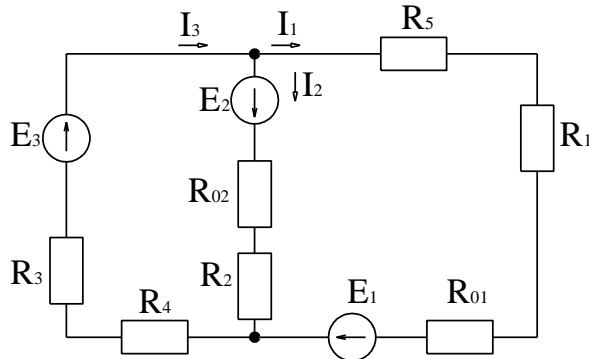 I₃ I₁ R₅
E₂ I₂
E₃ R₁
R₀₂
R₃ R₂
R₄ E₁ R₀₁